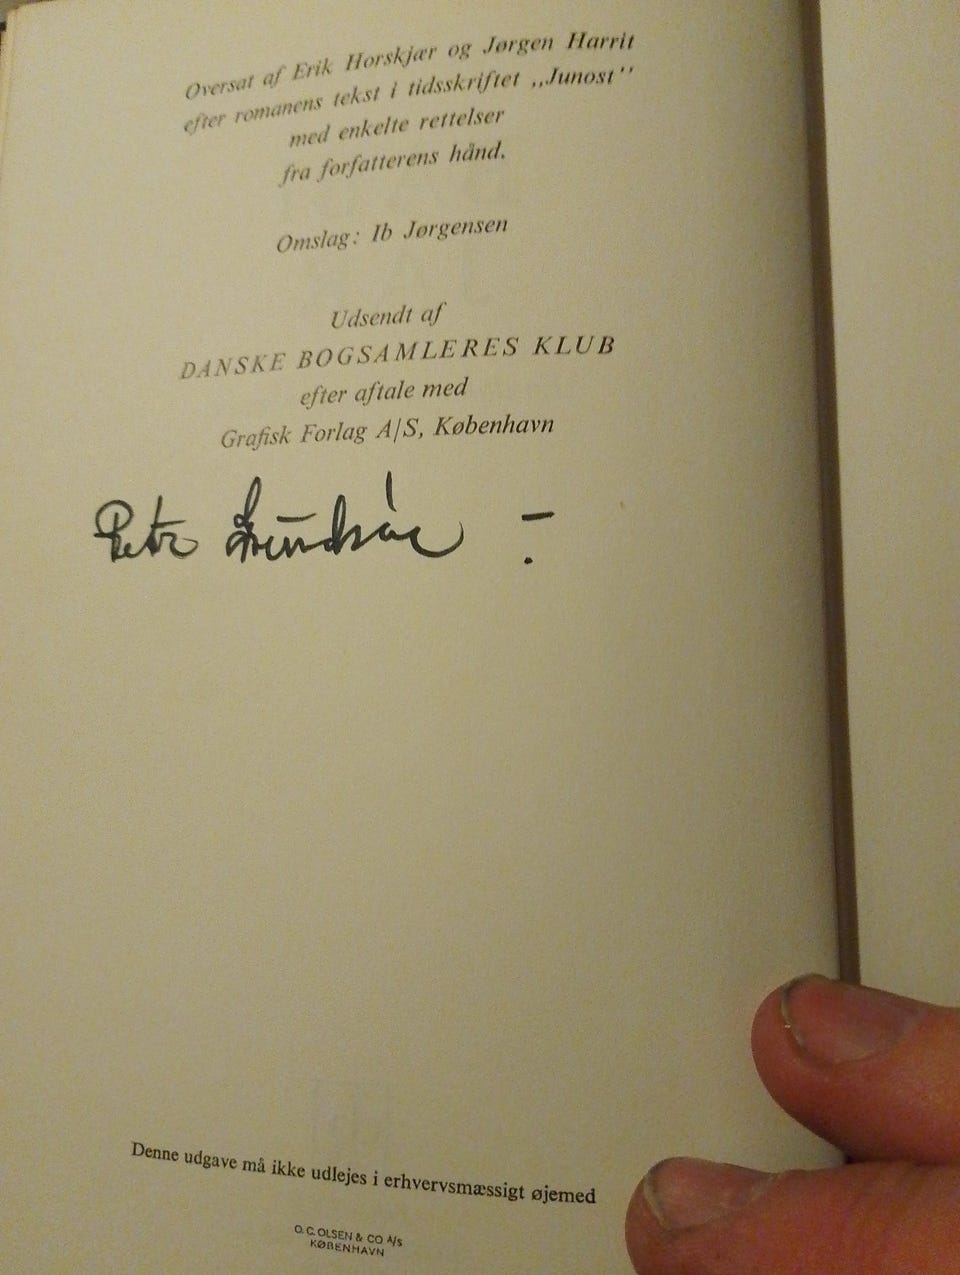 Oversat af Erik Horskjær og Jørgen Harrit
efter romanens tekst i tidsskriftet „Junost''
med enkelte rettelser
fra forfatterens hånd.
Omslag: Ib Jørgensen
Udsendt af
DANSKE BOGSAMLERES KLUB
efter aftale med
Grafisk Forlag A/S, København
Denne udgave må ikke udlejes i erhvervsmæssigt øjemed
O. C. OLSEN & CO A/S
KØBENHAVN